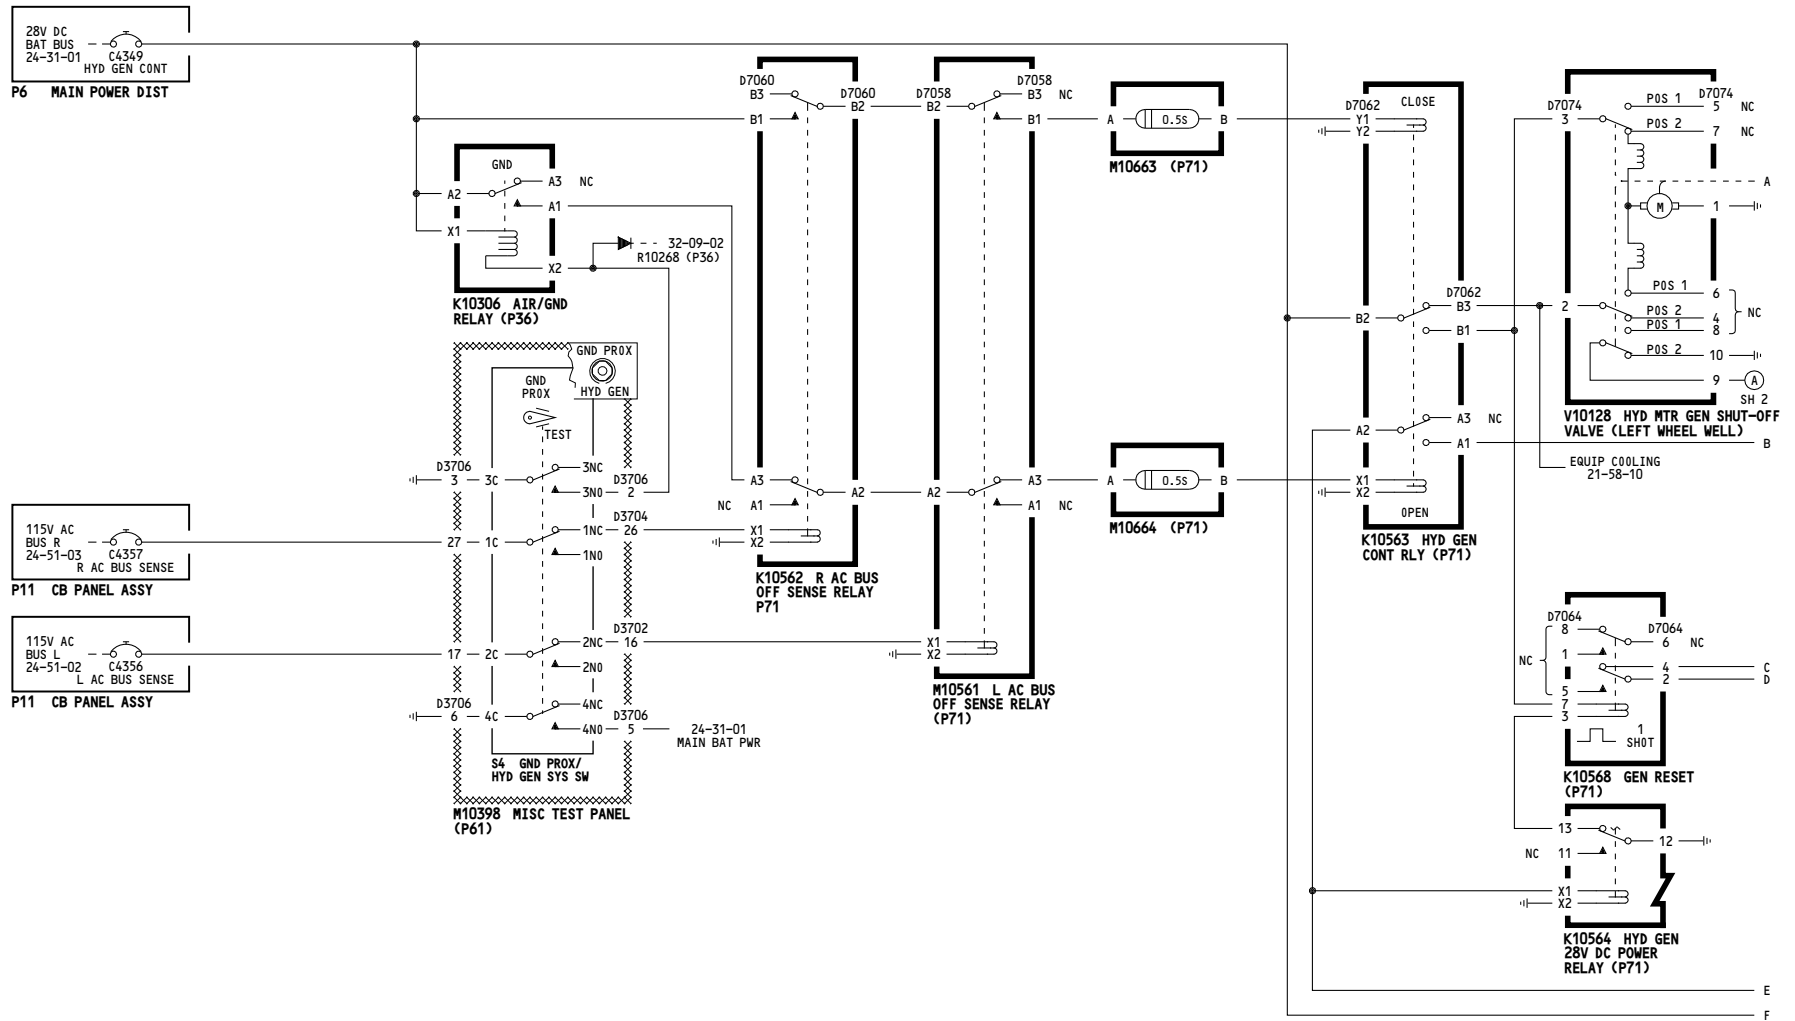 28V DC
BAT BUS
24-31-01
C4349
HYD GEN CONT
P6 MAIN POWER DIST
GND
A2
A3 NC
A1
X1
X2
K10306 AIR/GND
RELAY (P36)
32-09-02
R10268 (P36)
GND PROX
HYD GEN
GND
PROX
TEST
D3706
3 3C
3NC
D3706
3NO 2
1NC
D3704
26
27 1C
1NO
2NC
D3702
16
17 2C
2NO
4NC
D3706
6 4C
D3706
4NO 5
24-31-01
MAIN BAT PWR
S4 GND PROX/
HYD GEN SYS SW
M10398 MISC TEST PANEL
(P61)
115V AC
BUS R
24-51-03
C4357
R AC BUS SENSE
P11 CB PANEL ASSY
115V AC
BUS L
24-51-02
C4356
L AC BUS SENSE
P11 CB PANEL ASSY
D7060
B3
D7060
B2
B1
A3
A2
NC A1
X1
X2
K10562 R AC BUS
OFF SENSE RELAY
P71
D7058
B2
D7058
B3 NC
B1
A2
A3
A1 NC
X1
X2
M10561 L AC BUS
OFF SENSE RELAY
(P71)
A 0.5S B
M10663 (P71)
A 0.5S B
M10664 (P71)
D7062
CLOSE
Y1
Y2
D7062
B2
B3
B1
A2
A3 NC
A1
X1
X2
OPEN
K10563 HYD GEN
CONT RLY (P71)
D7074
3
D7074
POS 1 5 NC
POS 2 7 NC
A
M 1
POS 1 6
2
POS 2 4 NC
POS 1 8
POS 2 10
9 A
SH 2
V10128 HYD MTR GEN SHUT-OFF
VALVE (LEFT WHEEL WELL)
B
EQUIP COOLING
21-58-10
D7064
8
D7064
6 NC
NC 1
4 C
2 D
5
7
3
1
SHOT
K10568 GEN RESET
(P71)
13
12
NC 11
X1
X2
K10564 HYD GEN
28V DC POWER
RELAY (P71)
E
F